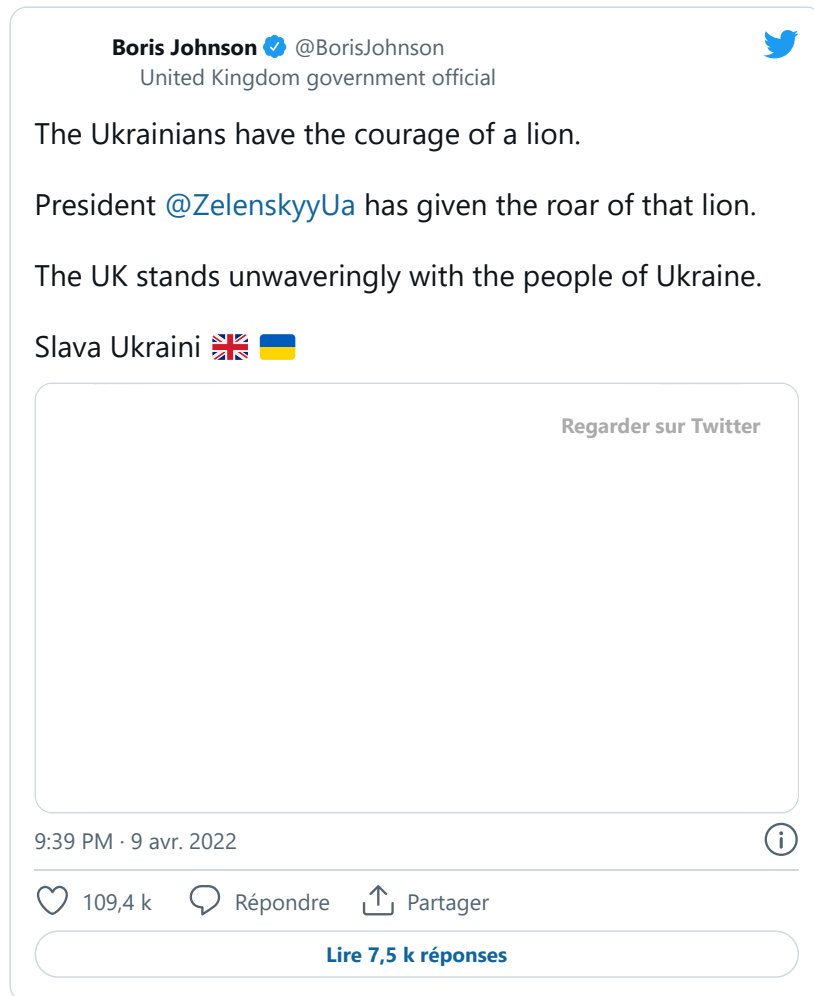 Boris Johnson @BorisJohnson
United Kingdom government official
The Ukrainians have the courage of a lion.
President @ZelenskyyUa has given the roar of that lion.
The UK stands unwaveringly with the people of Ukraine.
Slava Ukraini 🇬🇧 🇺🇦
Regarder sur Twitter
9:39 PM · 9 avr. 2022
109,4 k Répondre Partager
Lire 7,5 k réponses